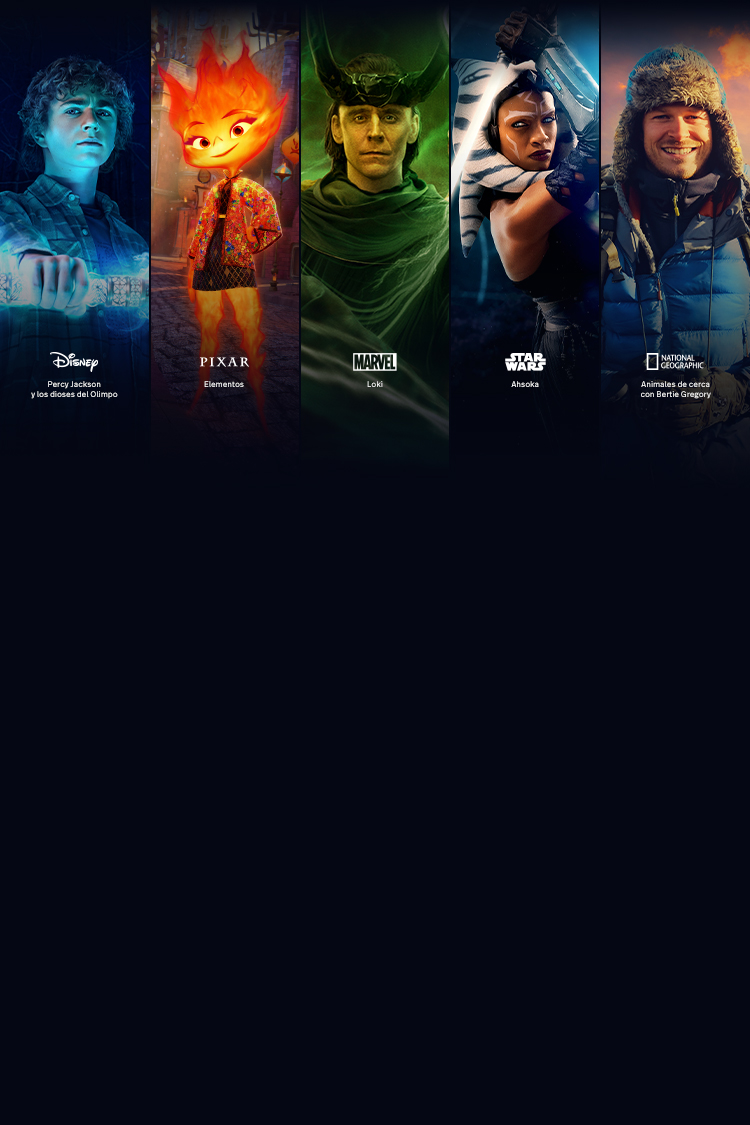 Disney
Percy Jackson
y los dioses del Olimpo
PIXAR
Elementos
MARVEL
Loki
STAR
WARS
Ahsoka
NATIONAL
GEOGRAPHIC
Animales de cerca
con Bertie Gregory